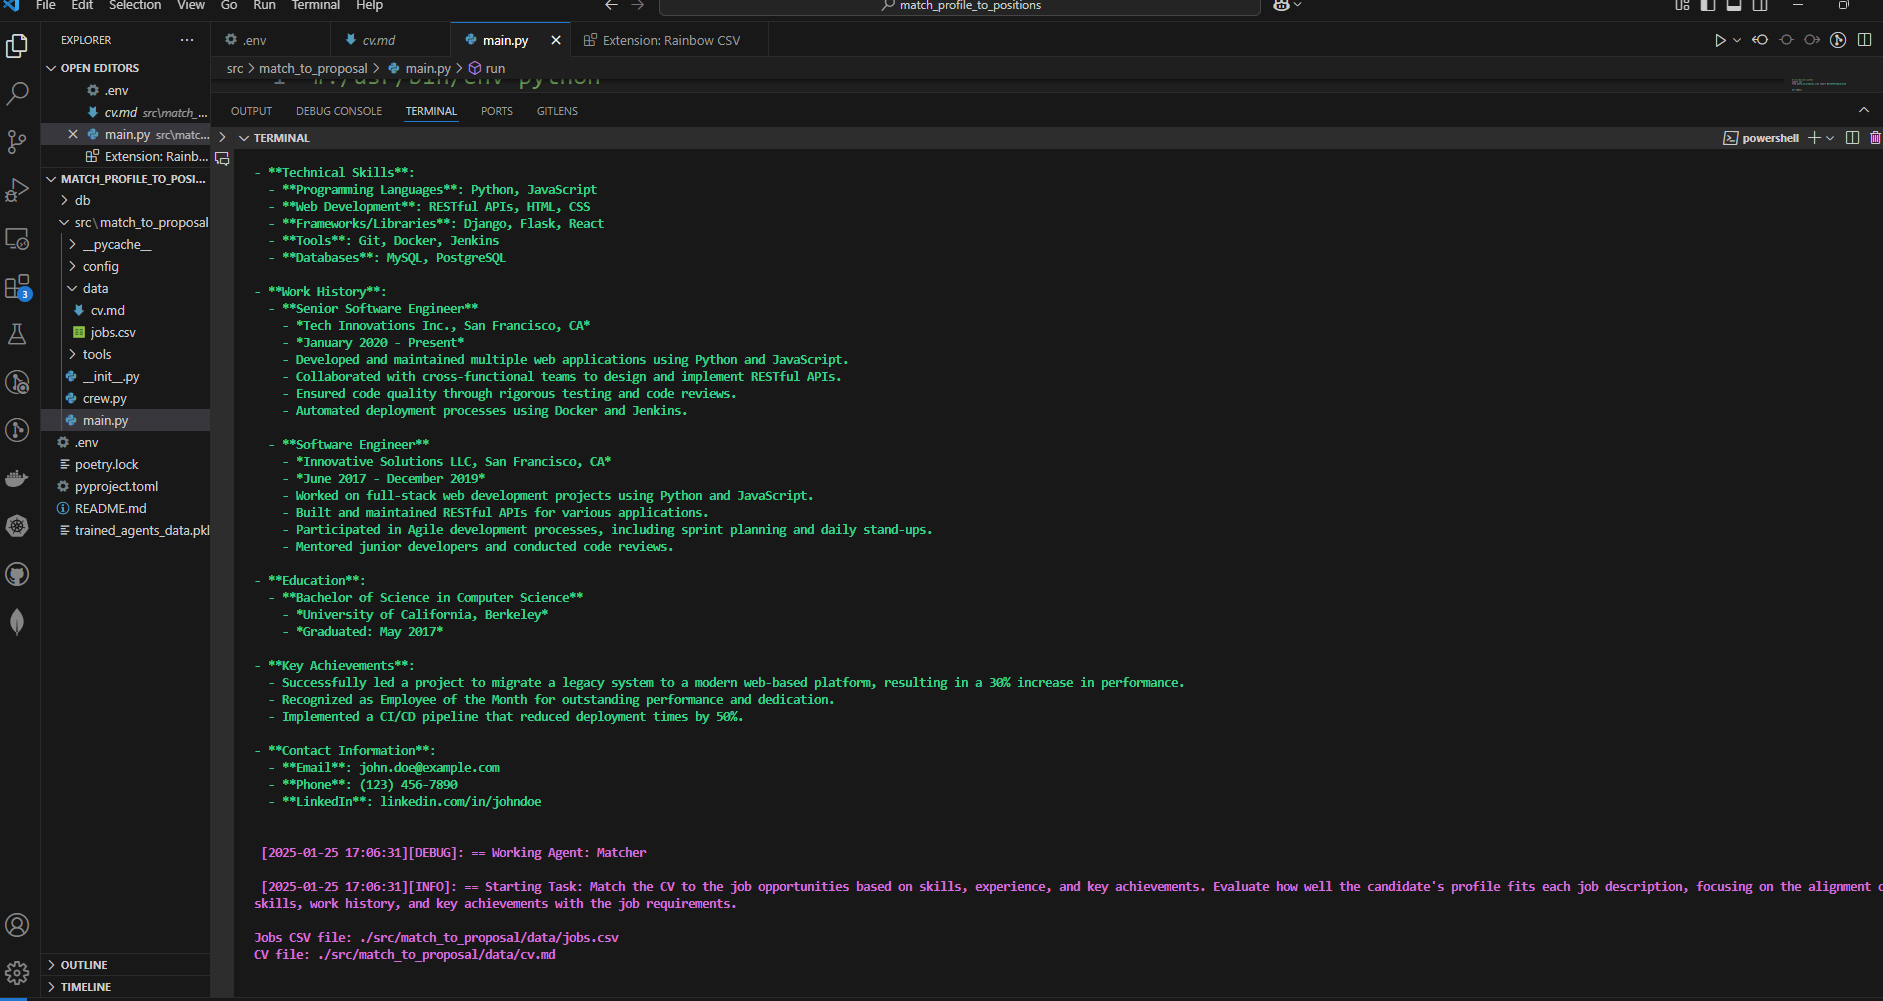 File Edit Selection View Go Run Terminal Help
match_profile_to_positions
EXPLORER
OPEN EDITORS
.env
cv.md src\match_...
main.py src\matc...
Extension: Rainb...
MATCH_PROFILE_TO_POSI...
db
src\match_to_proposal
__pycache__
config
data
cv.md
jobs.csv
tools
__init__.py
crew.py
main.py
.env
poetry.lock
pyproject.toml
README.md
trained_agents_data.pkl
OUTLINE
TIMELINE
3
.env cv.md main.py Extension: Rainbow CSV
src > match_to_proposal > main.py > run
1 #!/usr/bin/env python
OUTPUT DEBUG CONSOLE TERMINAL PORTS GITLENS
TERMINAL
powershell
- **Technical Skills**:
- **Programming Languages**: Python, JavaScript
- **Web Development**: RESTful APIs, HTML, CSS
- **Frameworks/Libraries**: Django, Flask, React
- **Tools**: Git, Docker, Jenkins
- **Databases**: MySQL, PostgreSQL
- **Work History**:
- **Senior Software Engineer**
- *Tech Innovations Inc., San Francisco, CA*
- *January 2020 - Present*
- Developed and maintained multiple web applications using Python and JavaScript.
- Collaborated with cross-functional teams to design and implement RESTful APIs.
- Ensured code quality through rigorous testing and code reviews.
- Automated deployment processes using Docker and Jenkins.
- **Software Engineer**
- *Innovative Solutions LLC, San Francisco, CA*
- *June 2017 - December 2019*
- Worked on full-stack web development projects using Python and JavaScript.
- Built and maintained RESTful APIs for various applications.
- Participated in Agile development processes, including sprint planning and daily stand-ups.
- Mentored junior developers and conducted code reviews.
- **Education**:
- **Bachelor of Science in Computer Science**
- *University of California, Berkeley*
- *Graduated: May 2017*
- **Key Achievements**:
- Successfully led a project to migrate a legacy system to a modern web-based platform, resulting in a 30% increase in performance.
- Recognized as Employee of the Month for outstanding performance and dedication.
- Implemented a CI/CD pipeline that reduced deployment times by 50%.
- **Contact Information**:
- **Email**: john.doe@example.com
- **Phone**: (123) 456-7890
- **LinkedIn**: linkedin.com/in/johndoe
[2025-01-25 17:06:31][DEBUG]: == Working Agent: Matcher
[2025-01-25 17:06:31][INFO]: == Starting Task: Match the CV to the job opportunities based on skills, experience, and key achievements. Evaluate how well the candidate's profile fits each job description, focusing on the alignment
skills, work history, and key achievements with the job requirements.
Jobs CSV file: ./src/match_to_proposal/data/jobs.csv
CV file: ./src/match_to_proposal/data/cv.md